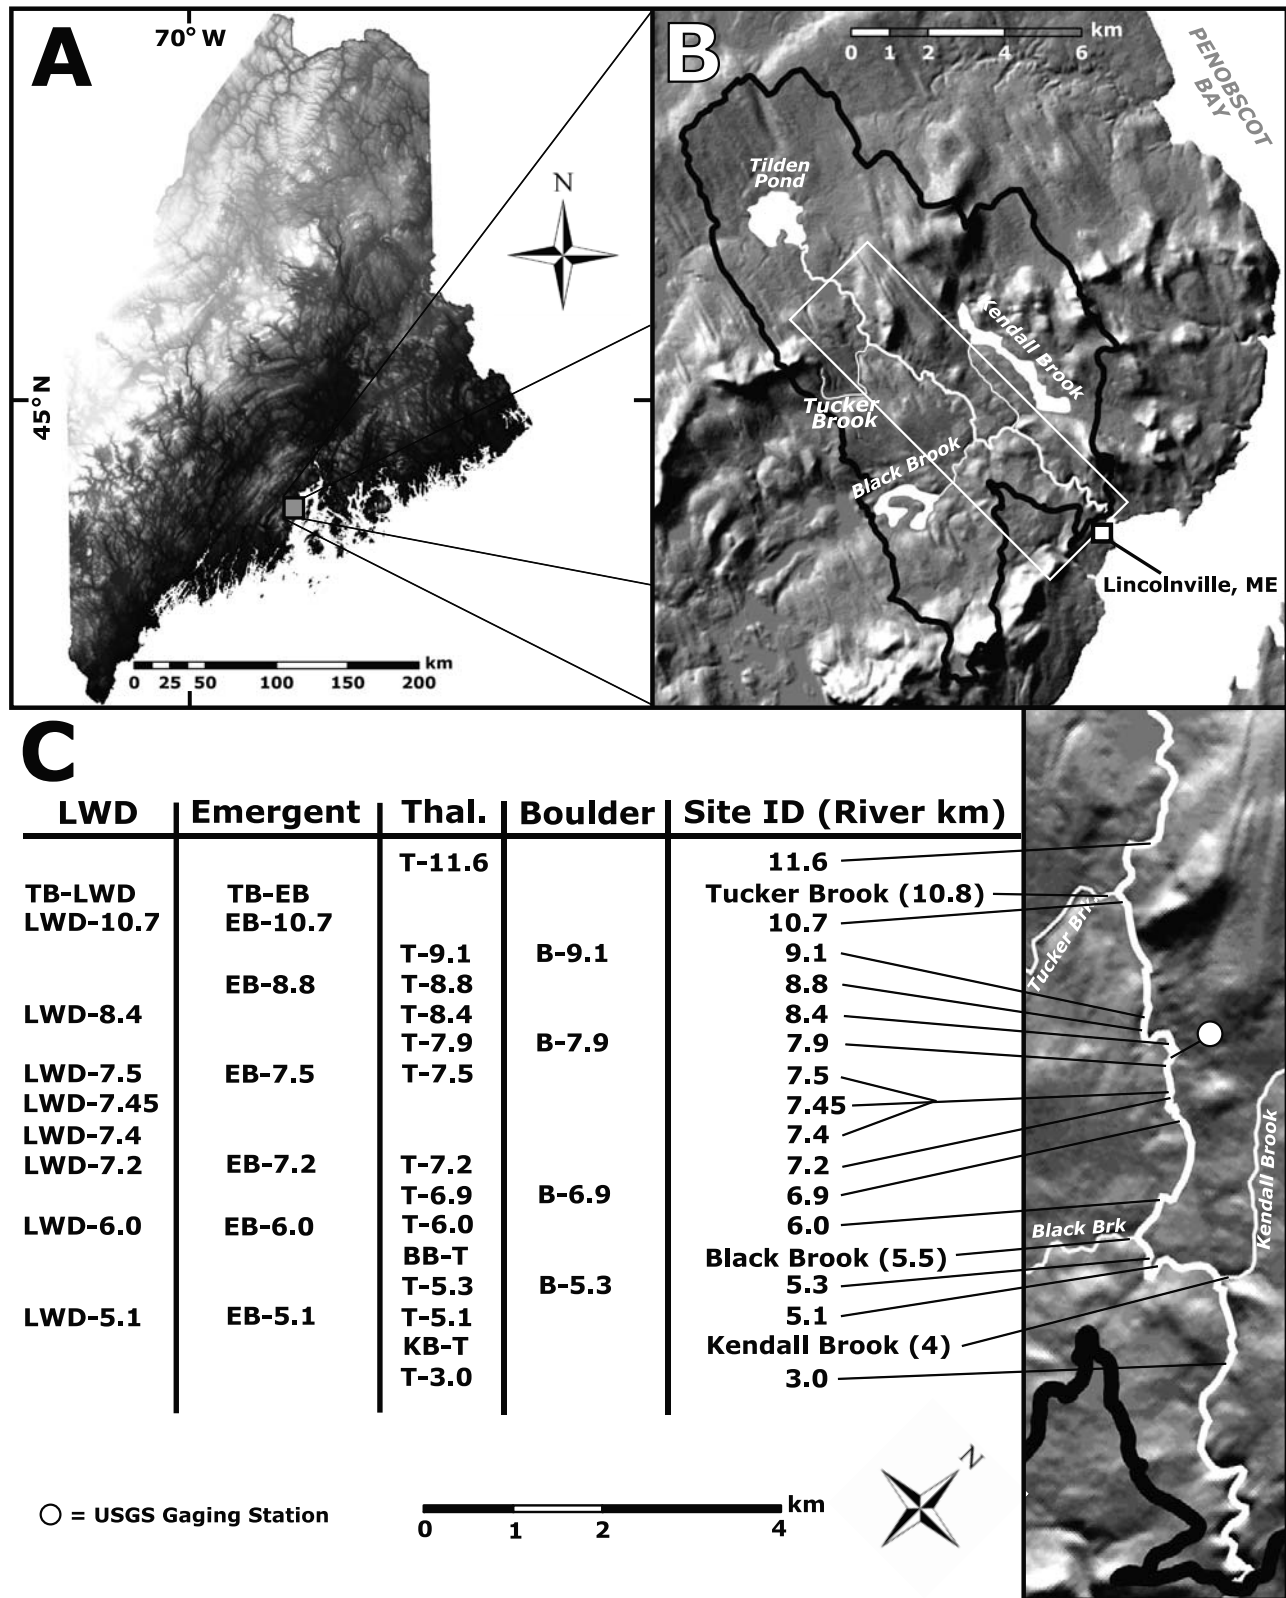 A
70° W
N
45°N
km
0 25 50 100 150 200
B
km
0 1 2 4 6
PENOBSCOT
BAY
Tilden
Pond
Kendall Brook
Tucker
Brook
Black Brook
Lincolnville, ME
C
LWD Emergent Thal. Boulder Site ID (River km)
T-11.6 11.6
TB-LWD TB-EB Tucker Brook (10.8)
LWD-10.7 EB-10.7 10.7
T-9.1 B-9.1 9.1
EB-8.8 T-8.8 8.8
LWD-8.4 T-8.4 8.4
T-7.9 B-7.9 7.9
LWD-7.5 EB-7.5 T-7.5 7.5
LWD-7.45 7.45
LWD-7.4 7.4
LWD-7.2 EB-7.2 T-7.2 7.2
T-6.9 B-6.9 6.9
LWD-6.0 EB-6.0 T-6.0 6.0
BB-T Black Brook (5.5)
T-5.3 B-5.3 5.3
LWD-5.1 EB-5.1 T-5.1 5.1
KB-T Kendall Brook (4)
T-3.0 3.0
Tucker Brk
Kendall Brook
Black Brk
= USGS Gaging Station
km
0 1 2 4
N